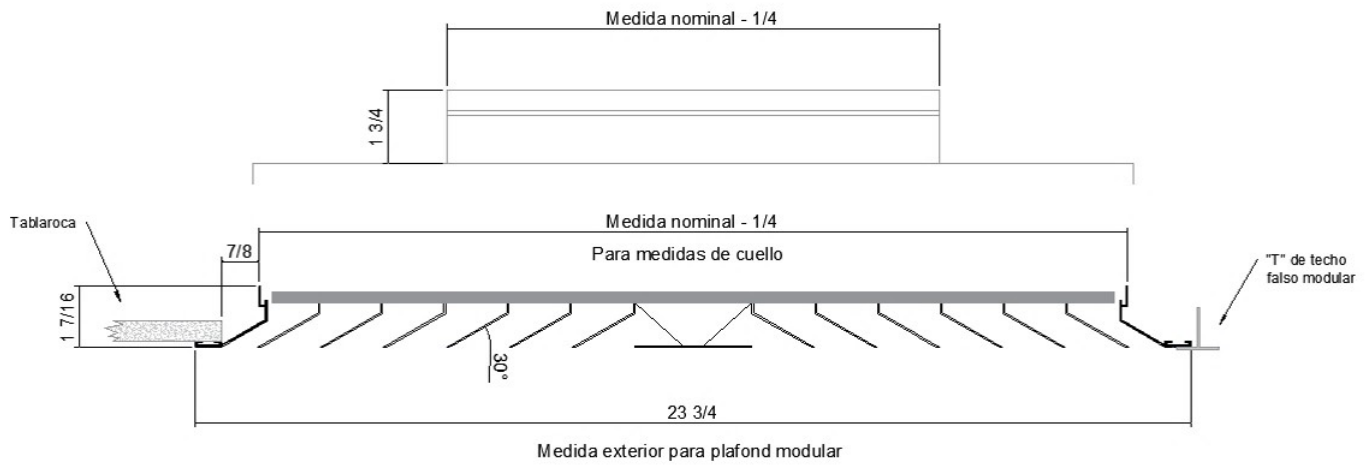 Medida nominal - 1/4
1 3/4
Tablaroca
Medida nominal - 1/4
7/8
Para medidas de cuello
"T" de techo
falso modular
1 7/16
30°
23 3/4
Medida exterior para plafond modular